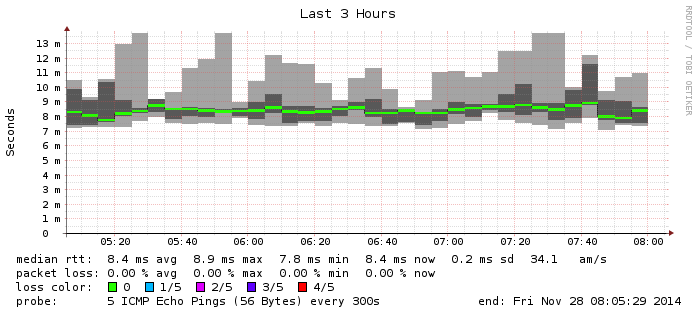 Last 3 Hours
RRDTOOL / TOBI OETIKER
Seconds
13 m
12 m
11 m
10 m
9 m
8 m
7 m
6 m
5 m
4 m
3 m
2 m
1 m
0
05:20 05:40 06:00 06:20 06:40 07:00 07:20 07:40 08:00
median rtt: 8.4 ms avg 8.9 ms max 7.8 ms min 8.4 ms now 0.2 ms sd 34.1 am/s
packet loss: 0.00 % avg 0.00 % max 0.00 % min 0.00 % now
loss color: 0 1/5 2/5 3/5 4/5
probe: 5 ICMP Echo Pings (56 Bytes) every 300s end: Fri Nov 28 08:05:29 2014